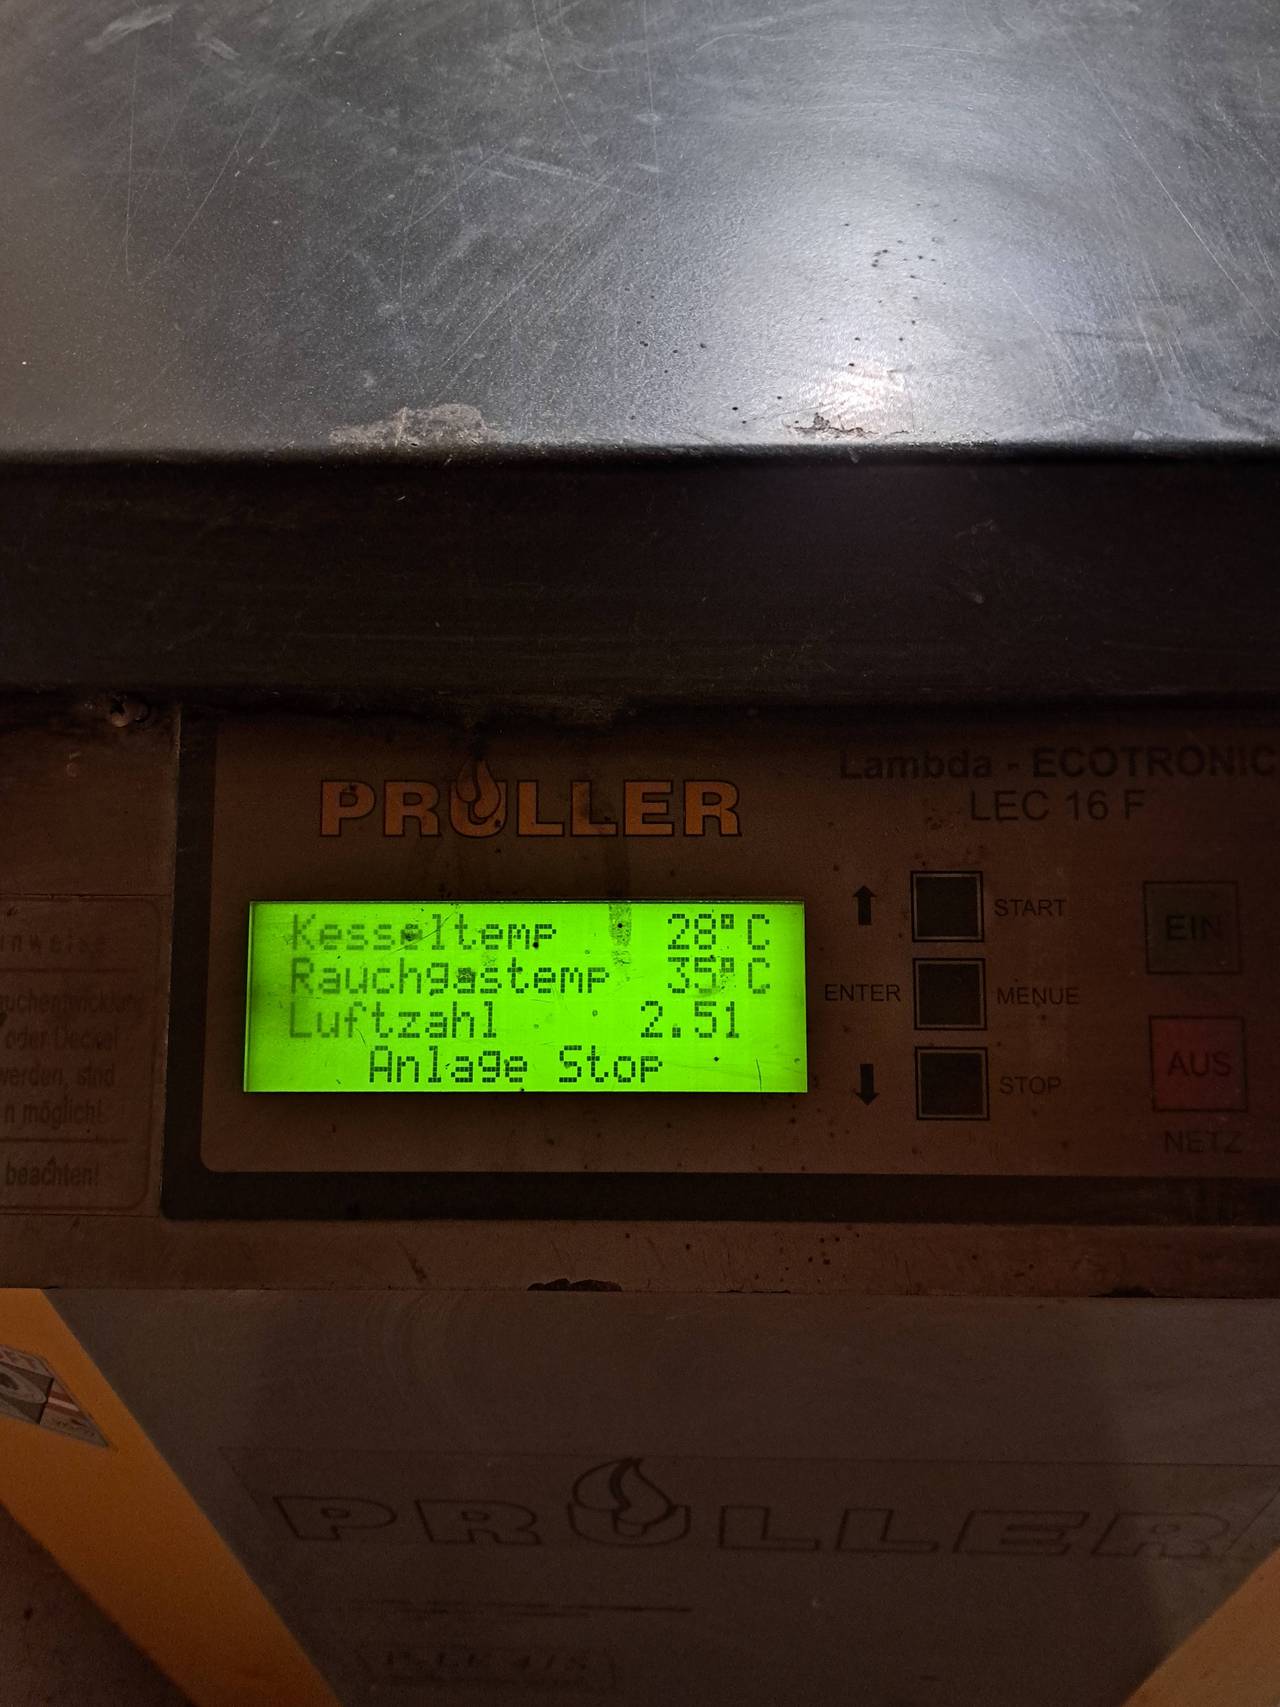 PRÜLLER
Lambda - ECOTRONIC
LEC 16 F
Kesseltemp 28°C
Rauchgastemp 35°C
Luftzahl 2.51
Anlage Stop
START
ENTER MENUE
STOP
EIN
AUS
NETZ
oder Deckel
werden, sind
n möglich!
beachten!
PRÜLLER